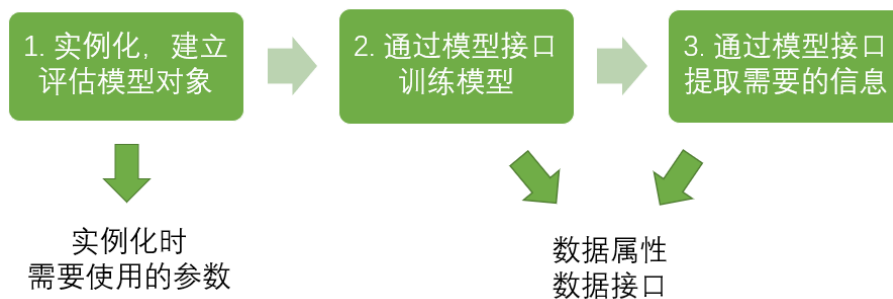 1. 实例化，建立
评估模型对象
2. 通过模型接口
训练模型
3. 通过模型接口
提取需要的信息
实例化时
需要使用的参数
数据属性
数据接口